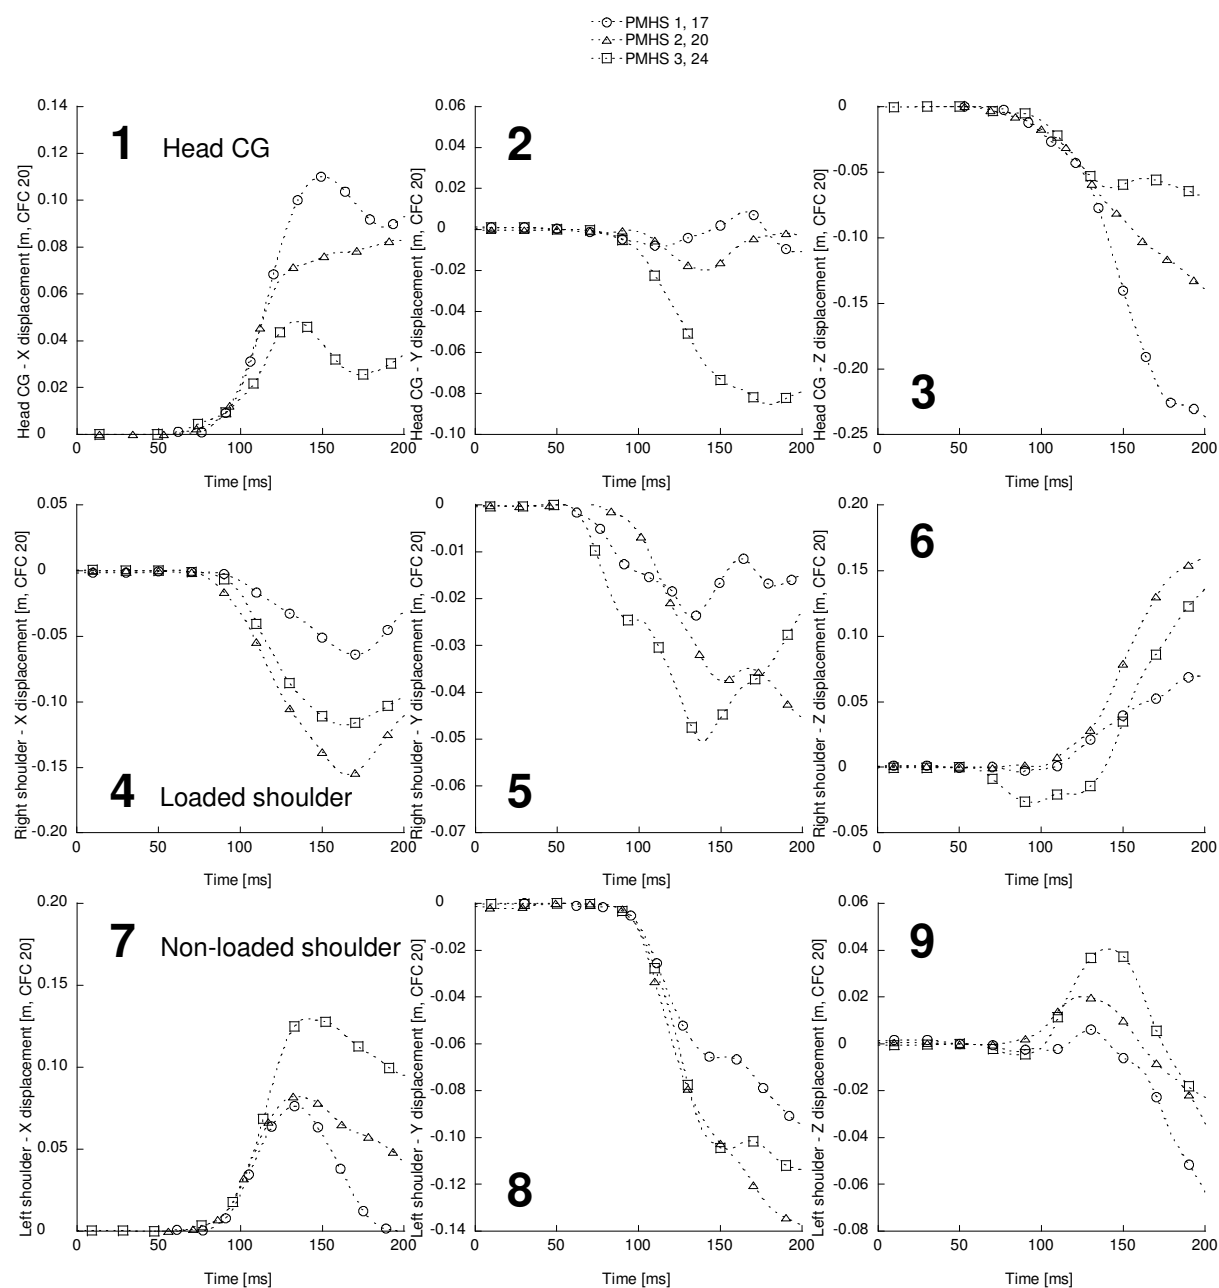 PMHS 1, 17
PMHS 2, 20
PMHS 3, 24
1 Head CG
Head CG - X displacement [m, CFC 20]
0.14
0.12
0.10
0.08
0.06
0.04
0.02
0
0 50 100 150 200
Time [ms]
2
Head CG - Y displacement [m, CFC 20]
0.06
0.04
0.02
0
-0.02
-0.04
-0.06
-0.08
-0.10
0 50 100 150 200
Time [ms]
3
Head CG - Z displacement [m, CFC 20]
0
-0.05
-0.10
-0.15
-0.20
-0.25
0 50 100 150 200
Time [ms]
4 Loaded shoulder
Right shoulder - X displacement [m, CFC 20]
0.05
0
-0.05
-0.10
-0.15
-0.20
0 50 100 150 200
Time [ms]
5
Right shoulder - Y displacement [m, CFC 20]
0
-0.01
-0.02
-0.03
-0.04
-0.05
-0.06
-0.07
0 50 100 150 200
Time [ms]
6
Right shoulder - Z displacement [m, CFC 20]
0.20
0.15
0.10
0.05
0
-0.05
0 50 100 150 200
Time [ms]
7 Non-loaded shoulder
Left shoulder - X displacement [m, CFC 20]
0.20
0.15
0.10
0.05
0
0 50 100 150 200
Time [ms]
8
Left shoulder - Y displacement [m, CFC 20]
0
-0.02
-0.04
-0.06
-0.08
-0.10
-0.12
-0.14
0 50 100 150 200
Time [ms]
9
Left shoulder - Z displacement [m, CFC 20]
0.06
0.04
0.02
0
-0.02
-0.04
-0.06
-0.08
0 50 100 150 200
Time [ms]